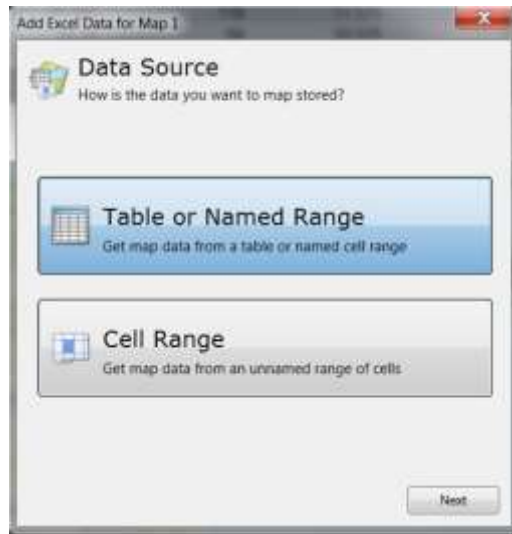 Add Excel Data for Map 1
Data Source
How is the data you want to map stored?
Table or Named Range
Get map data from a table or named cell range
Cell Range
Get map data from an unnamed range of cells
Next